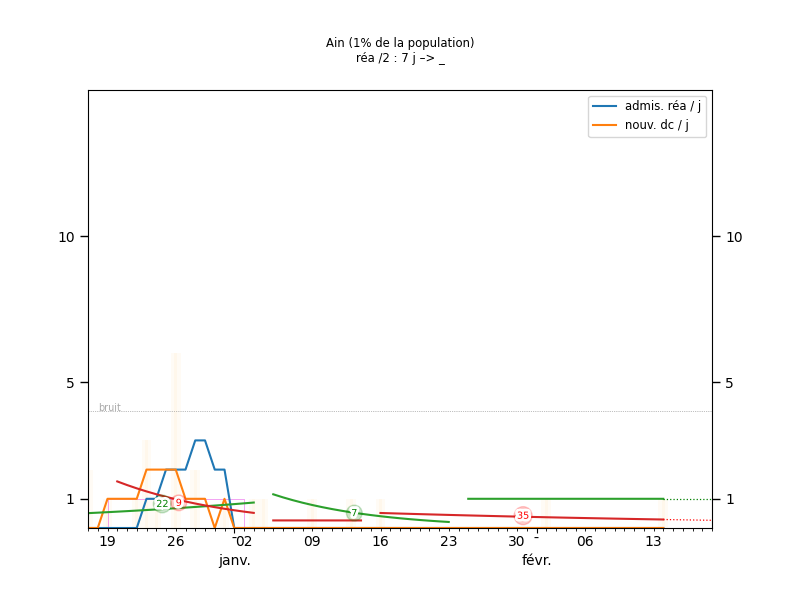 Ain (1% de la population)
réa /2 : 7 j –> _
admis. réa / j
nouv. dc / j
10
10
5
5
bruit
1
1
22
9
7
35
19
26
02
09
16
23
30
06
13
janv.
févr.